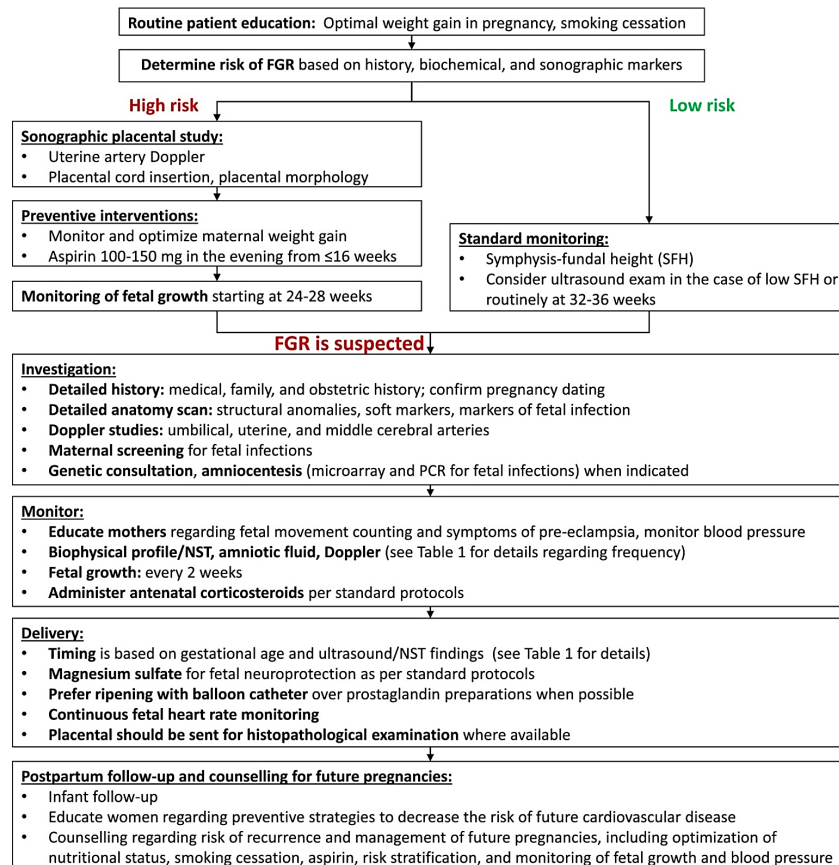 Routine patient education: Optimal weight gain in pregnancy, smoking cessation
Determine risk of FGR based on history, biochemical, and sonographic markers
High risk
Low risk
Sonographic placental study:
• Uterine artery Doppler
• Placental cord insertion, placental morphology
Preventive interventions:
• Monitor and optimize maternal weight gain
• Aspirin 100-150 mg in the evening from ≤16 weeks
Monitoring of fetal growth starting at 24-28 weeks
Standard monitoring:
• Symphysis-fundal height (SFH)
• Consider ultrasound exam in the case of low SFH or
routinely at 32-36 weeks
FGR is suspected
Investigation:
• Detailed history: medical, family, and obstetric history; confirm pregnancy dating
• Detailed anatomy scan: structural anomalies, soft markers, markers of fetal infection
• Doppler studies: umbilical, uterine, and middle cerebral arteries
• Maternal screening for fetal infections
• Genetic consultation, amniocentesis (microarray and PCR for fetal infections) when indicated
Monitor:
• Educate mothers regarding fetal movement counting and symptoms of pre-eclampsia, monitor blood pressure
• Biophysical profile/NST, amniotic fluid, Doppler (see Table 1 for details regarding frequency)
• Fetal growth: every 2 weeks
• Administer antenatal corticosteroids per standard protocols
Delivery:
• Timing is based on gestational age and ultrasound/NST findings (see Table 1 for details)
• Magnesium sulfate for fetal neuroprotection as per standard protocols
• Prefer ripening with balloon catheter over prostaglandin preparations when possible
• Continuous fetal heart rate monitoring
• Placental should be sent for histopathological examination where available
Postpartum follow-up and counselling for future pregnancies:
• Infant follow-up
• Educate women regarding preventive strategies to decrease the risk of future cardiovascular disease
• Counselling regarding risk of recurrence and management of future pregnancies, including optimization of
nutritional status, smoking cessation, aspirin, risk stratification, and monitoring of fetal growth and blood pressure